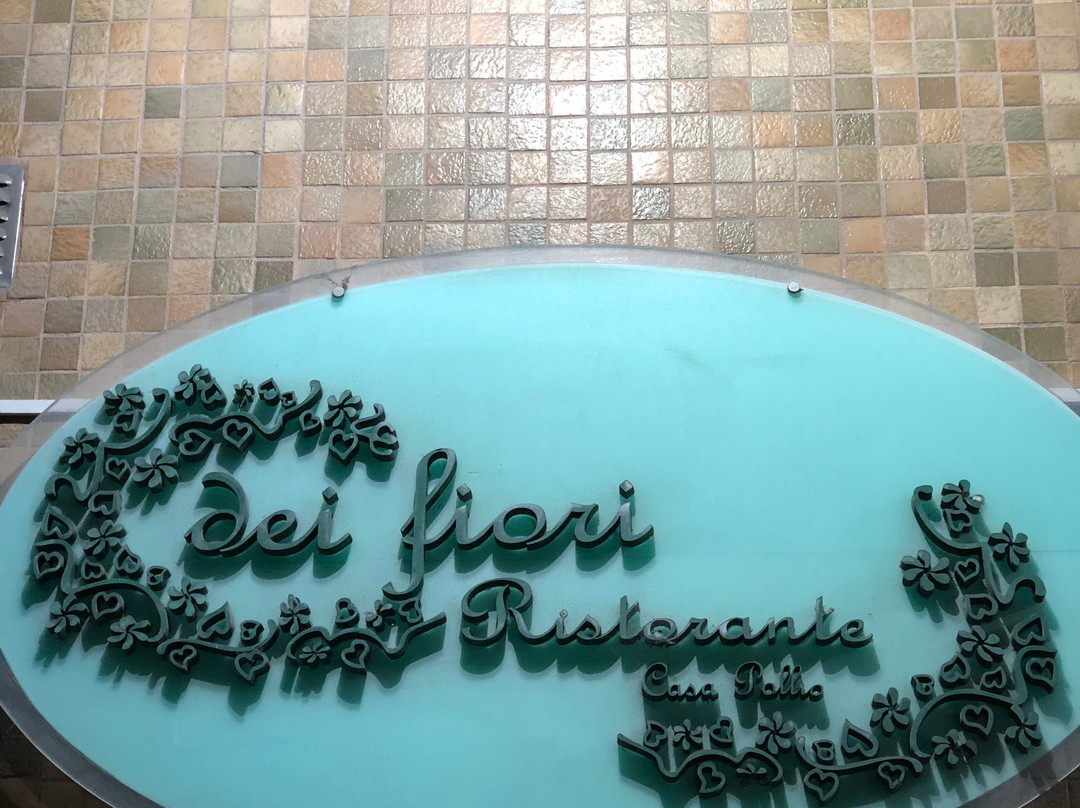 dei fiori
Ristorante
Casa Pollio